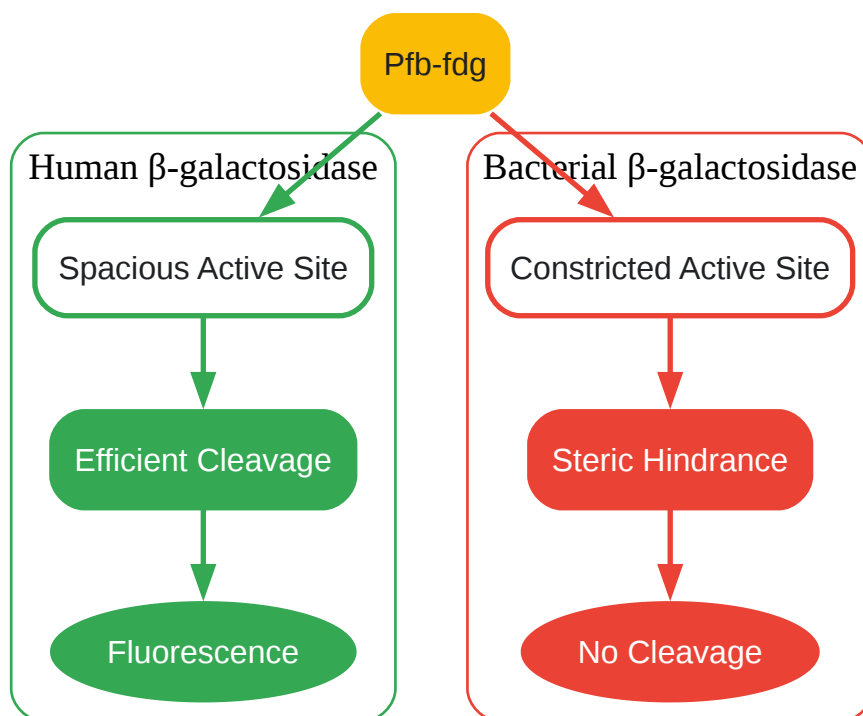 Pfb-fdg
Human β-galactosidase
Spacious Active Site
Efficient Cleavage
Fluorescence
Bacterial β-galactosidase
Constricted Active Site
Steric Hindrance
No Cleavage